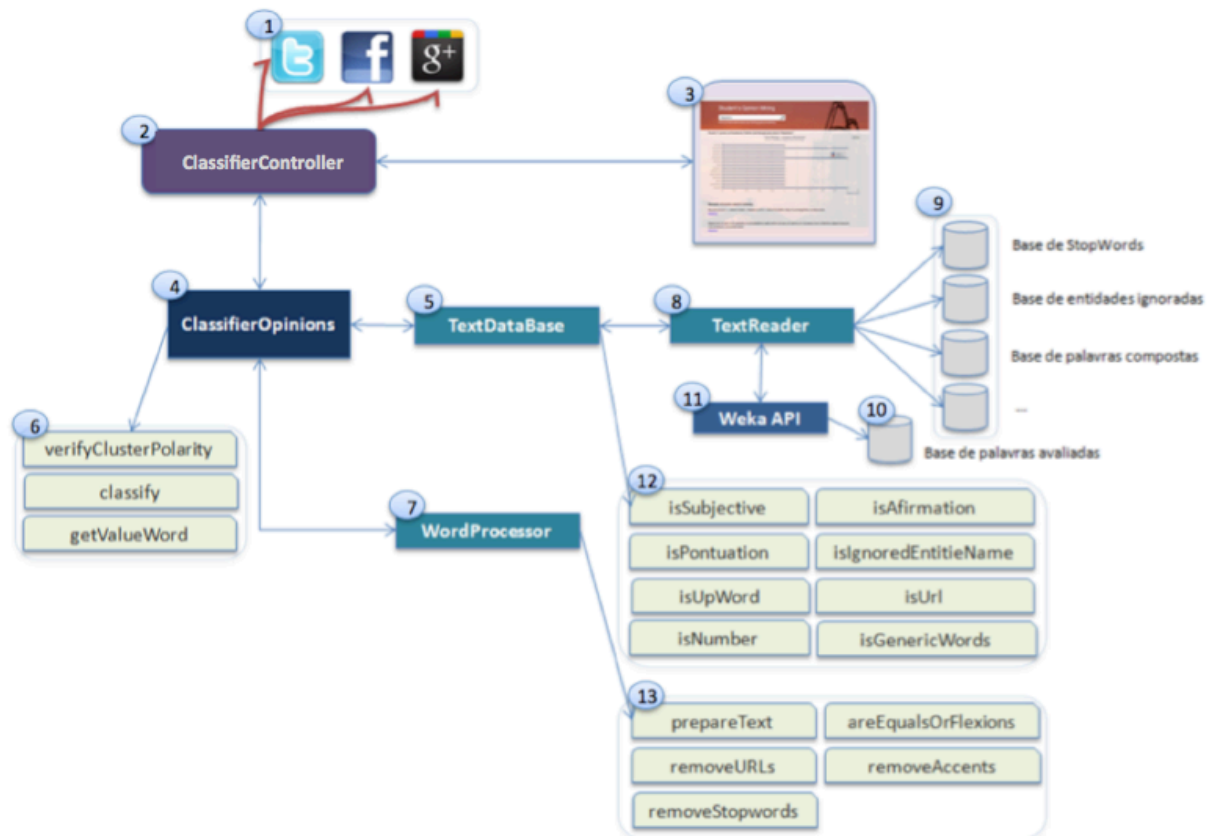 1
2
ClassifierController
3
4
ClassifierOpinions
5
TextDataBase
8
TextReader
9
Base de StopWords
Base de entidades ignoradas
Base de palavras compostas
...
11
Weka API
10
Base de palavras avaliadas
6
verifyClusterPolarity
classify
getValueWord
7
WordProcessor
12
isSubjective
isAfirmation
isPontuation
isIgnoredEntitieName
isUpWord
isUrl
isNumber
isGenericWords
13
prepareText
areEqualsOrFlexions
removeURLs
removeAccents
removeStopwords